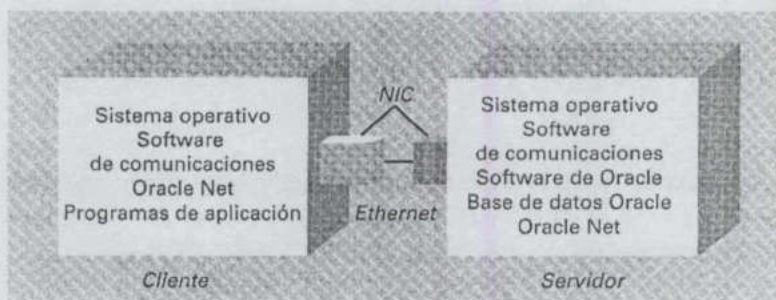 Sistema operativo
Software
de comunicaciones
Oracle Net
Programas de aplicación
Cliente
NIC
Ethernet
Sistema operativo
Software
de comunicaciones
Software de Oracle
Base de datos Oracle
Oracle Net
Servidor